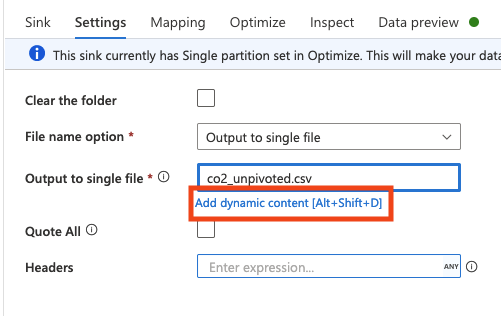 Sink Settings Mapping Optimize Inspect Data preview
This sink currently has Single partition set in Optimize. This will make your data
Clear the folder
File name option * Output to single file
Output to single file * co2_unpivoted.csv
Add dynamic content [Alt+Shift+D]
Quote All
Headers Enter expression... ANY